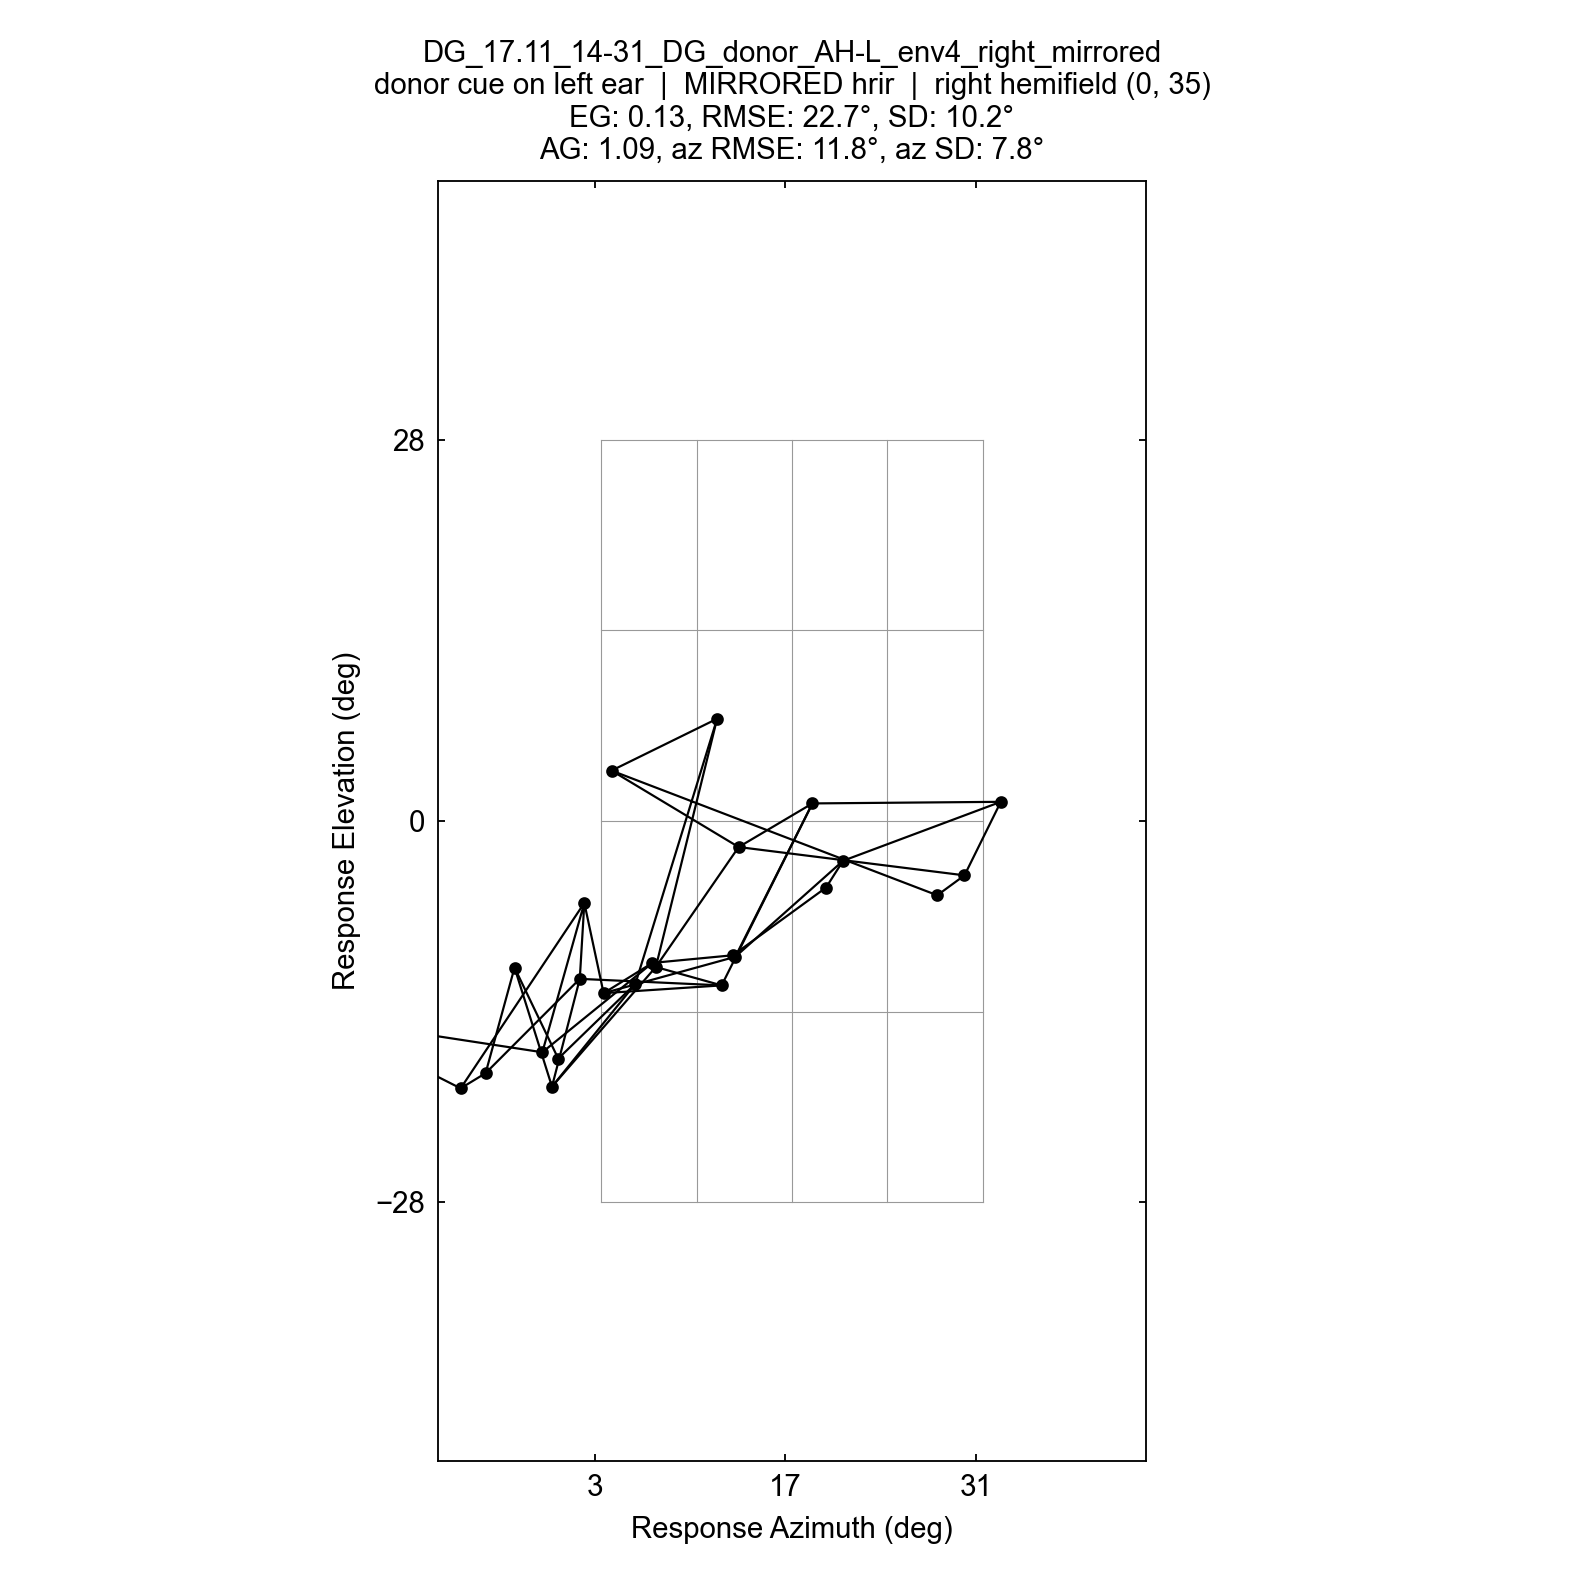 DG_17.11_14-31_DG_donor_AH-L_env4_right_mirrored
donor cue on left ear | MIRRORED hrir | right hemifield (0, 35)
EG: 0.13, RMSE: 22.7°, SD: 10.2°
AG: 1.09, az RMSE: 11.8°, az SD: 7.8°
28
0
−28
Response Elevation (deg)
3 17 31
Response Azimuth (deg)